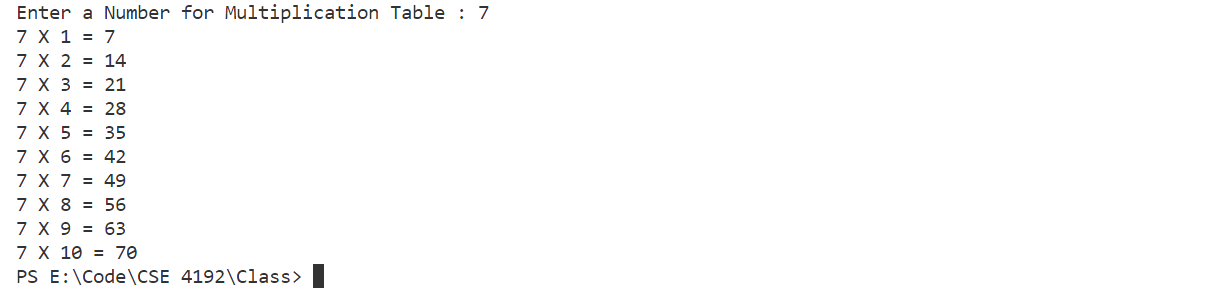 Enter a Number for Multiplication Table : 7
7 X 1 = 7
7 X 2 = 14
7 X 3 = 21
7 X 4 = 28
7 X 5 = 35
7 X 6 = 42
7 X 7 = 49
7 X 8 = 56
7 X 9 = 63
7 X 10 = 70
PS E:\Code\CSE 4192\Class>